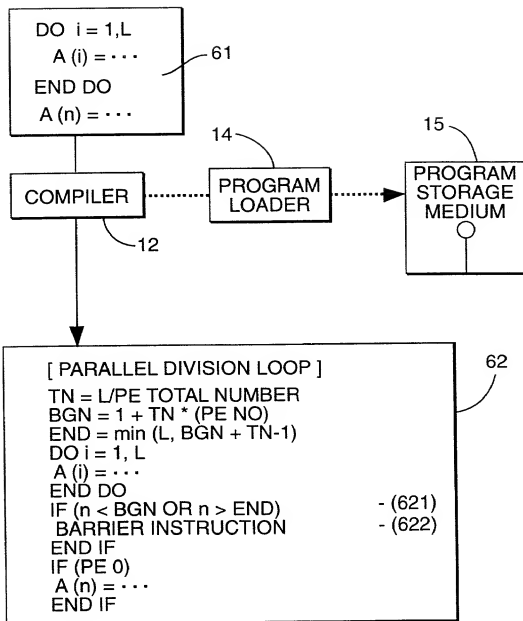 DO i = 1,L
A (i) = · · ·
END DO
A (n) = · · ·
61
14
15
COMPILER
PROGRAM
LOADER
PROGRAM
STORAGE
MEDIUM
12
[ PARALLEL DIVISION LOOP ]
62
TN = L/PE TOTAL NUMBER
BGN = 1 + TN * (PE NO)
END = min (L, BGN + TN-1)
DO i = 1, L
A (i) = · · ·
END DO
IF (n < BGN OR n > END) - (621)
BARRIER INSTRUCTION - (622)
END IF
IF (PE 0)
A (n) = · · ·
END IF